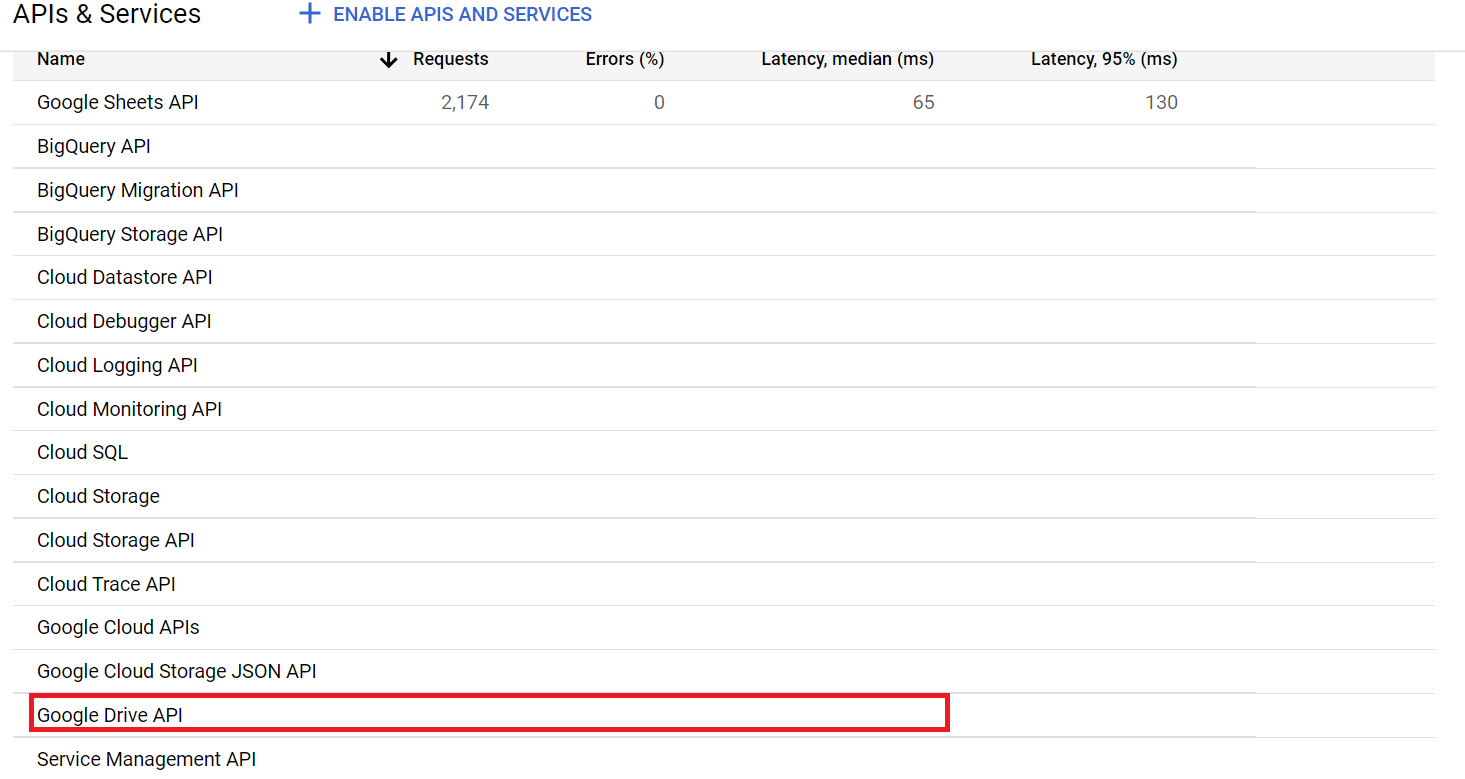 APIs & Services + ENABLE APIS AND SERVICES
Name Requests Errors (%) Latency, median (ms) Latency, 95% (ms)
Google Sheets API 2,174 0 65 130
BigQuery API
BigQuery Migration API
BigQuery Storage API
Cloud Datastore API
Cloud Debugger API
Cloud Logging API
Cloud Monitoring API
Cloud SQL
Cloud Storage
Cloud Storage API
Cloud Trace API
Google Cloud APIs
Google Cloud Storage JSON API
Google Drive API
Service Management API